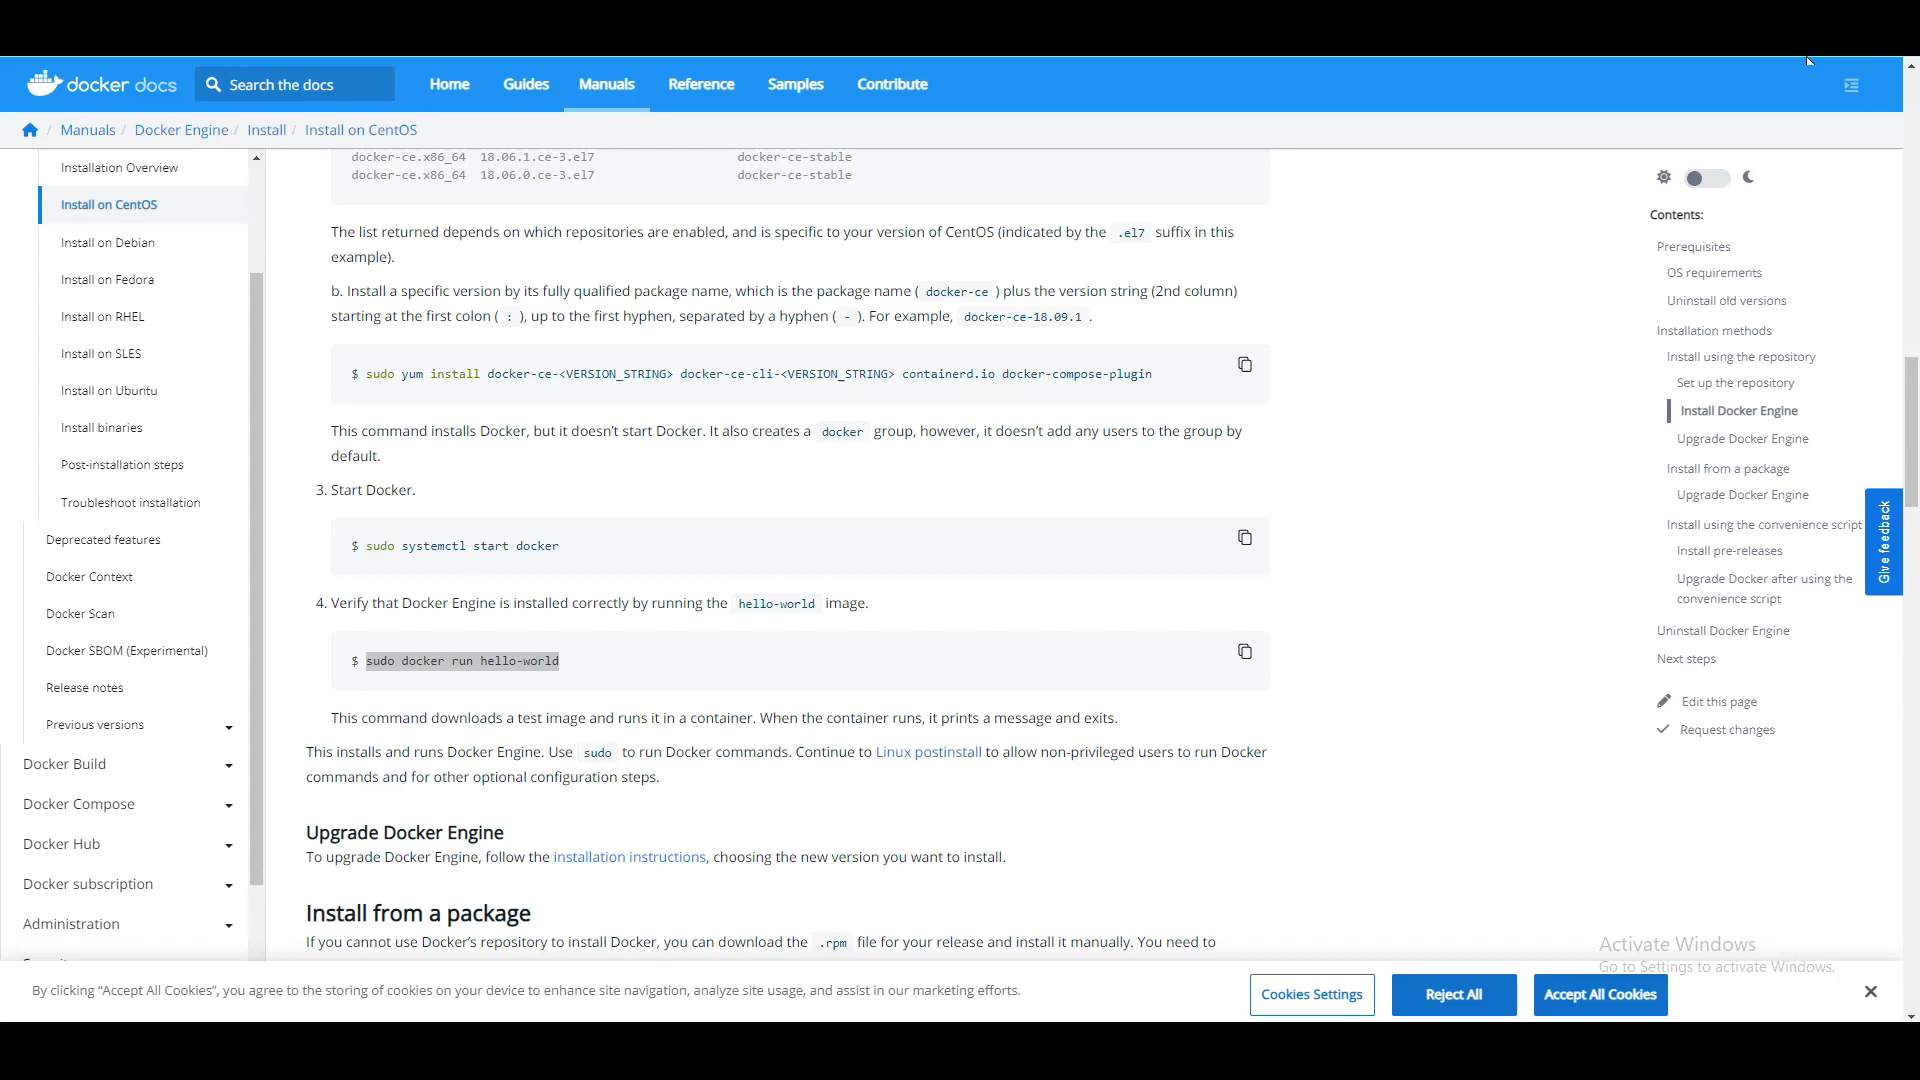 docker docs
Search the docs
Home
Guides
Manuals
Reference
Samples
Contribute
/ Manuals / Docker Engine / Install / Install on CentOS
Installation Overview
Install on CentOS
Install on Debian
Install on Fedora
Install on RHEL
Install on SLES
Install on Ubuntu
Install binaries
Post-installation steps
Troubleshoot installation
Deprecated features
Docker Context
Docker Scan
Docker SBOM (Experimental)
Release notes
Previous versions
Docker Build
Docker Compose
Docker Hub
Docker subscription
Administration
docker-ce.x86_64 18.06.1.ce-3.el7 docker-ce-stable
docker-ce.x86_64 18.06.0.ce-3.el7 docker-ce-stable
The list returned depends on which repositories are enabled, and is specific to your version of CentOS (indicated by the .el7 suffix in this
example).
b. Install a specific version by its fully qualified package name, which is the package name ( docker-ce ) plus the version string (2nd column)
starting at the first colon ( : ), up to the first hyphen, separated by a hyphen ( - ). For example, docker-ce-18.09.1 .
$ sudo yum install docker-ce-<VERSION_STRING> docker-ce-cli-<VERSION_STRING> containerd.io docker-compose-plugin
This command installs Docker, but it doesn’t start Docker. It also creates a docker group, however, it doesn’t add any users to the group by
default.
3. Start Docker.
$ sudo systemctl start docker
4. Verify that Docker Engine is installed correctly by running the hello-world image.
$ sudo docker run hello-world
This command downloads a test image and runs it in a container. When the container runs, it prints a message and exits.
This installs and runs Docker Engine. Use sudo to run Docker commands. Continue to Linux postinstall to allow non-privileged users to run Docker
commands and for other optional configuration steps.
Upgrade Docker Engine
To upgrade Docker Engine, follow the installation instructions, choosing the new version you want to install.
Install from a package
If you cannot use Docker’s repository to install Docker, you can download the .rpm file for your release and install it manually. You need to
Contents:
Prerequisites
OS requirements
Uninstall old versions
Installation methods
Install using the repository
Set up the repository
Install Docker Engine
Upgrade Docker Engine
Install from a package
Upgrade Docker Engine
Install using the convenience script
Install pre-releases
Upgrade Docker after using the
convenience script
Uninstall Docker Engine
Next steps
Edit this page
Request changes
Give feedback
Activate Windows
Go to Settings to activate Windows.
By clicking “Accept All Cookies”, you agree to the storing of cookies on your device to enhance site navigation, analyze site usage, and assist in our marketing efforts.
Cookies Settings
Reject All
Accept All Cookies